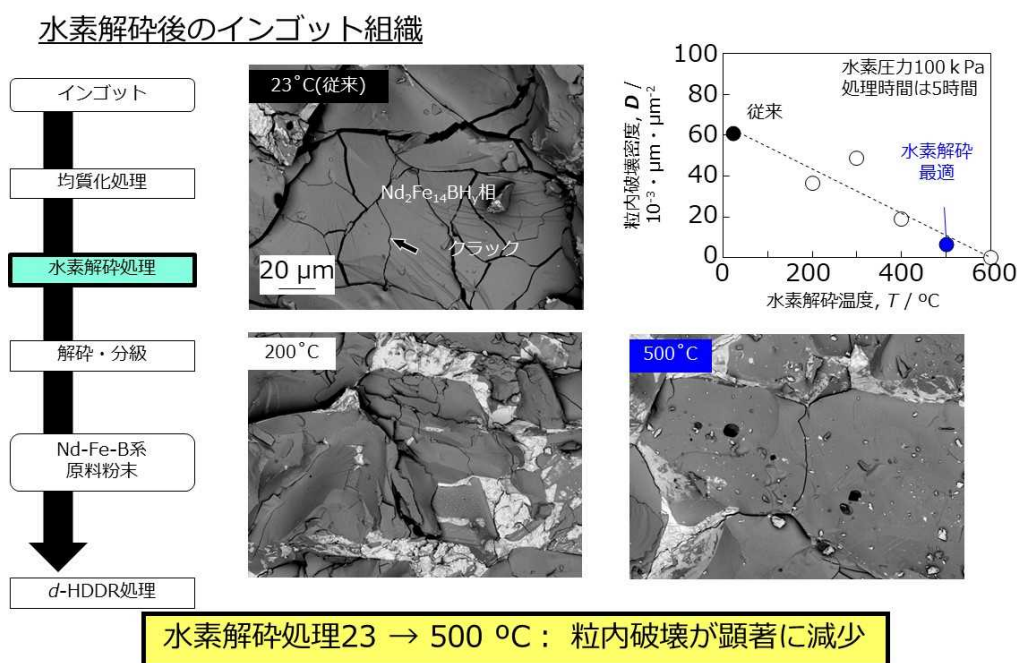 水素解砕後のインゴット組織
インゴット
均質化処理
水素解砕処理
解砕・分級
Nd-Fe-B系
原料粉末
d-HDDR処理
23˚C(従来)
Nd₂Fe₁₄BHᵧ相
クラック
20 μm
200˚C
500˚C
粒内破壊密度, D /
10⁻³・μm・μm⁻²
100
80
60
40
20
0
水素圧力100 kPa
処理時間は5時間
従来
水素解砕
最適
200
400
600
水素解砕温度, T / ºC
水素解砕処理23 → 500 ºC： 粒内破壊が顕著に減少